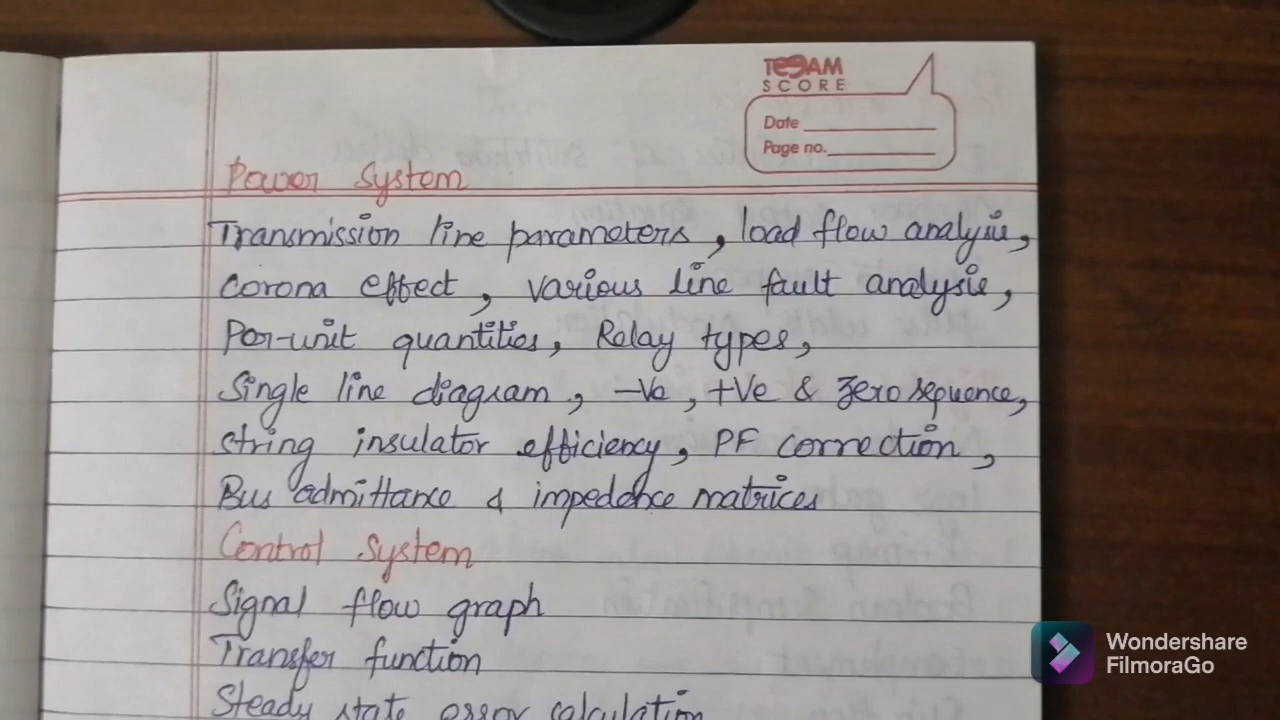 TEGAM
SCORE
Date
Page no.
Power System
Transmission line parameters, load flow analysis,
Corona effect, various line fault analysis,
Per-unit quantities, Relay types,
Single line diagram, -Ve, +Ve & zero sequence,
String insulator efficiency, PF correction,
Bus admittance & impedence matrices
Control System
Signal flow graph
Transfer function
Steady state error calculation
Wondershare
FilmoraGo